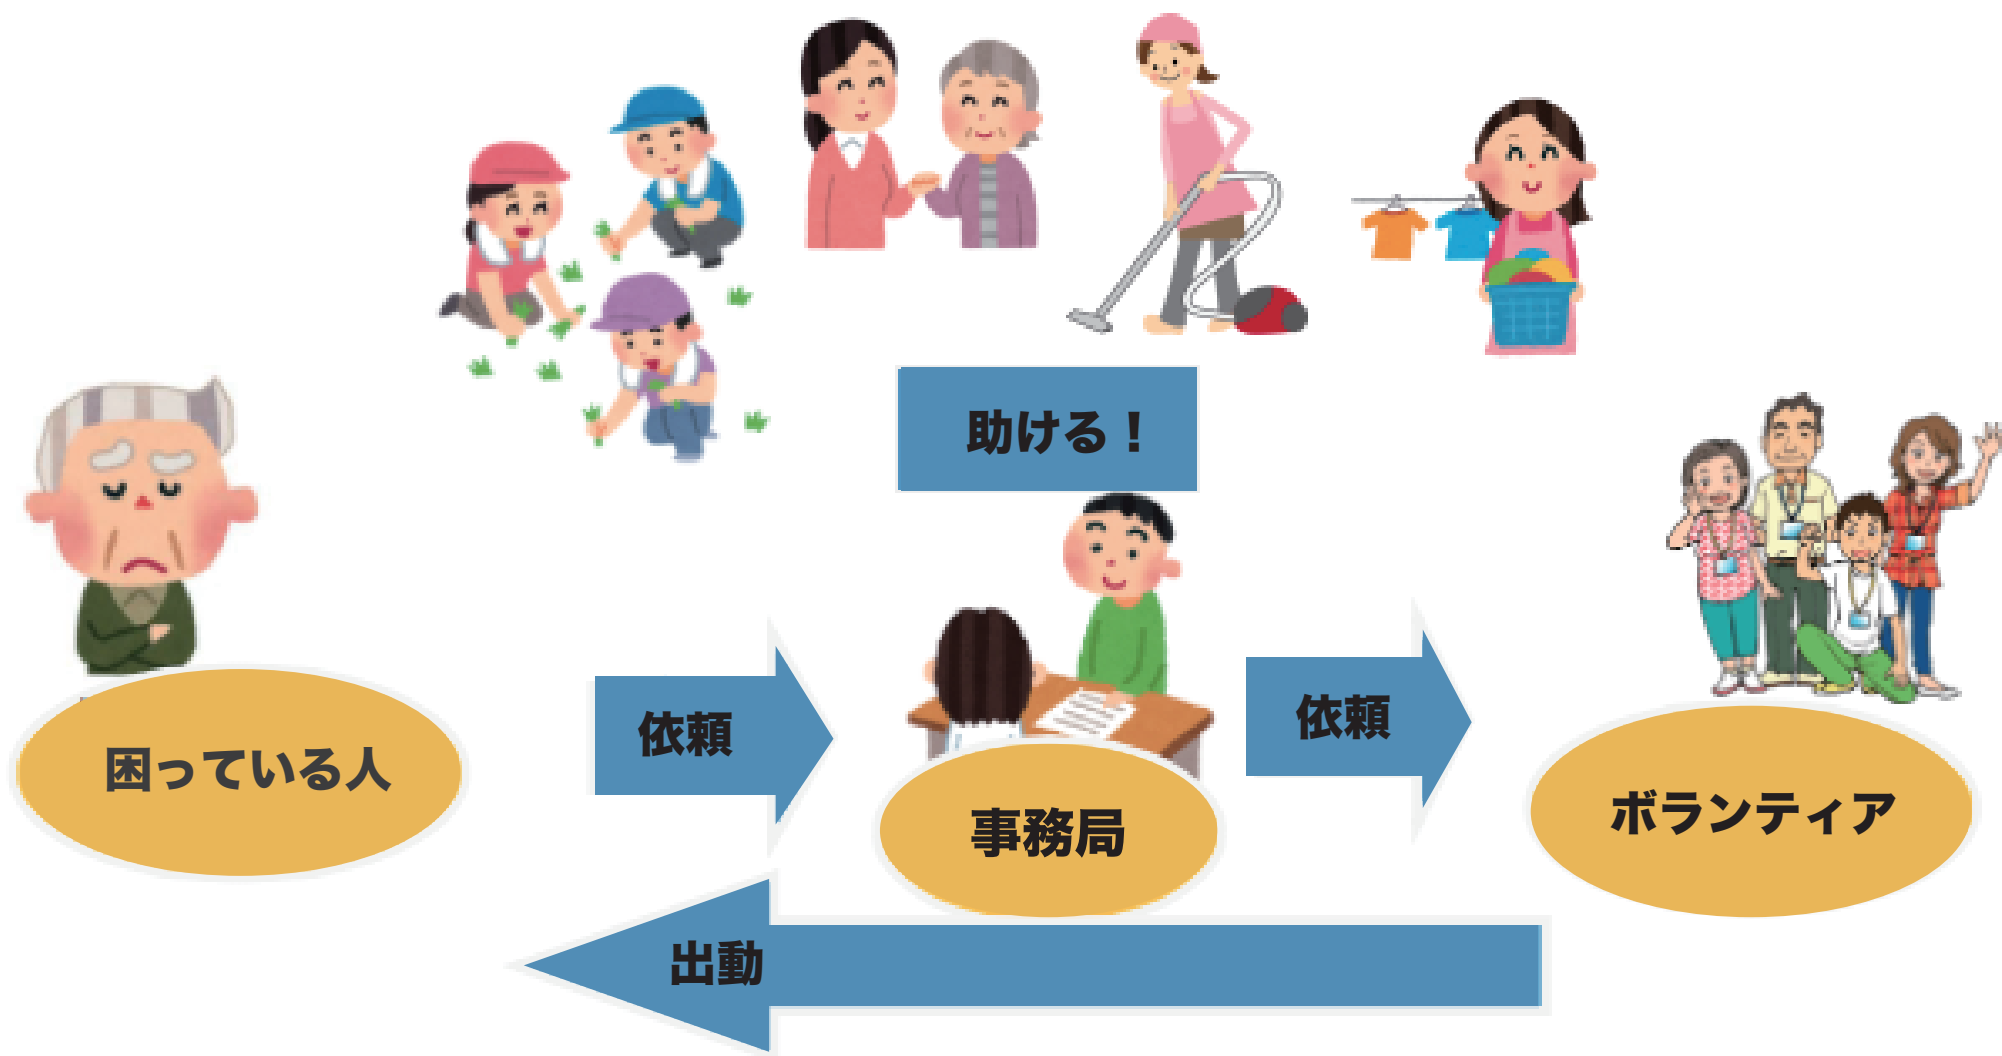 助ける！
困っている人
依頼
事務局
依頼
ボランティア
出動